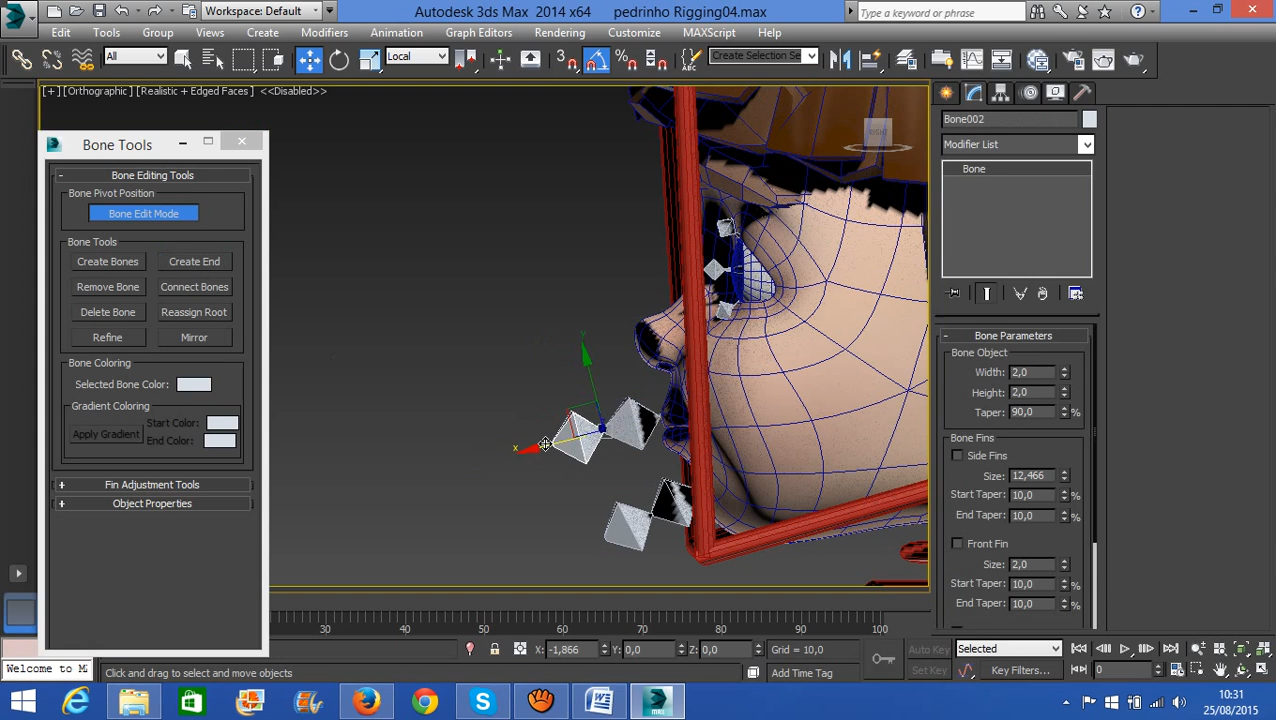 Workspace: Default
Autodesk 3ds Max 2014 x64 pedrinho Rigging04.max
Type a keyword or phrase
Edit Tools Group Views Create Modifiers Animation Graph Editors Rendering Customize MAXScript Help
All
Local
Create Selection Se
[+] [Orthographic] [Realistic + Edged Faces] <<Disabled>>
RIGHT
Bone Tools
Bone Editing Tools
Bone Pivot Position
Bone Edit Mode
Bone Tools
Create Bones Create End
Remove Bone Connect Bones
Delete Bone Reassign Root
Refine Mirror
Bone Coloring
Selected Bone Color:
Gradient Coloring
Apply Gradient
Start Color:
End Color:
Fin Adjustment Tools
Object Properties
x
y
Bone002
Modifier List
Bone
Bone Parameters
Bone Object
Width: 2,0
Height: 2,0
Taper: 90,0 %
Bone Fins
Side Fins
Size: 12,466
Start Taper: 10,0 %
End Taper: 10,0 %
Front Fin
Size: 2,0
Start Taper: 10,0 %
End Taper: 10,0 %
30 40 50 60 70 80 90 100
X: -1,866 Y: 0,0 Z: 0,0 Grid = 10,0
Auto Key Selected
Set Key Key Filters... 0
Welcome to M
Click and drag to select and move objects
Add Time Tag
10:31
25/08/2015